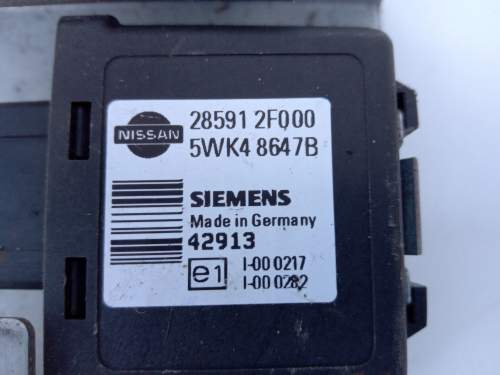 NISSAN
28591 2F000
5WK4 8647B
SIEMENS
Made in Germany
42913
e1
I-00 0217
I-00 0282